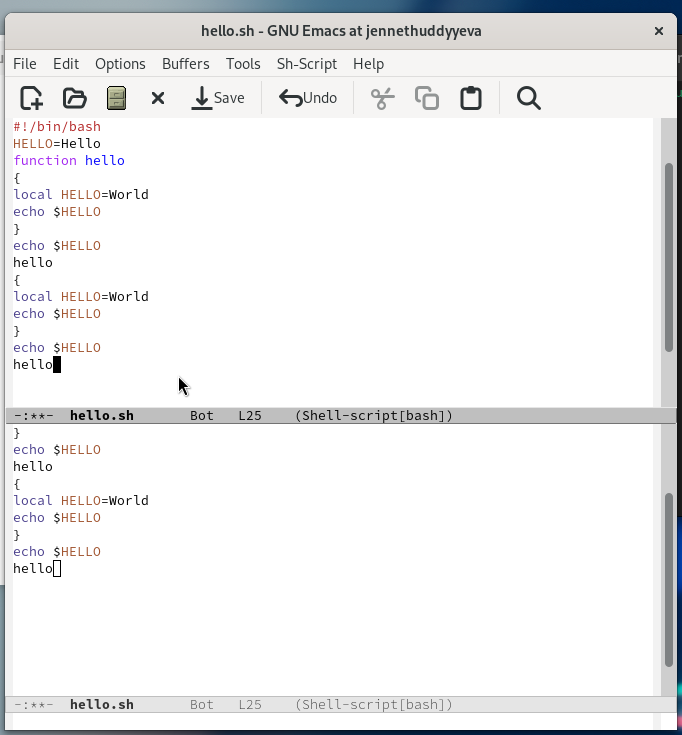 hello.sh - GNU Emacs at jennethuddyyeva ×
File Edit Options Buffers Tools Sh-Script Help
Save Undo
#!/bin/bash
HELLO=Hello
function hello
{
local HELLO=World
echo $HELLO
}
echo $HELLO
hello
{
local HELLO=World
echo $HELLO
}
echo $HELLO
hello
-:**- hello.sh Bot L25 (Shell-script[bash])
}
echo $HELLO
hello
{
local HELLO=World
echo $HELLO
}
echo $HELLO
hello
-:**- hello.sh Bot L25 (Shell-script[bash])